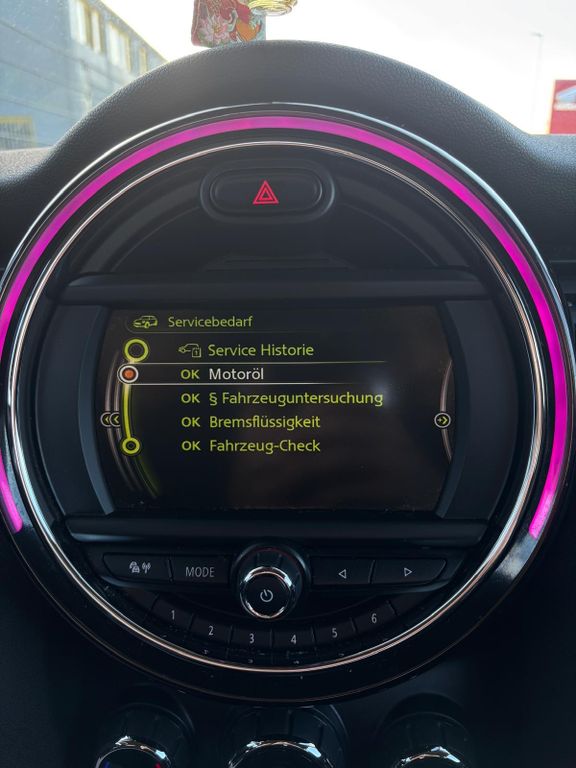 Servicebedarf
Service Historie
OK Motoröl
OK § Fahrzeuguntersuchung
OK Bremsflüssigkeit
OK Fahrzeug-Check
MODE
1 2 3 4 5 6